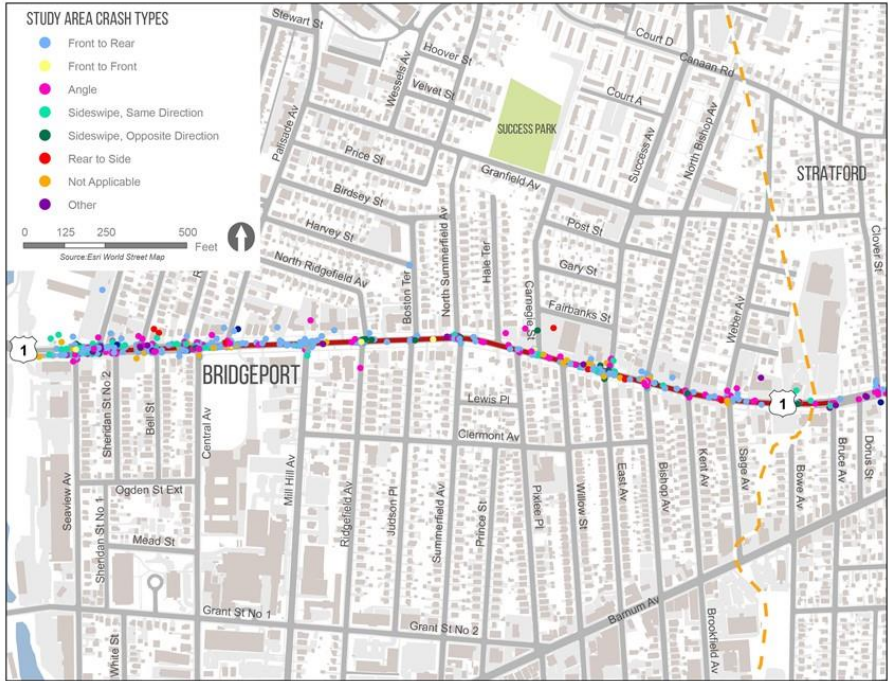 STUDY AREA CRASH TYPES
Front to Rear
Front to Front
Angle
Sideswipe, Same Direction
Sideswipe, Opposite Direction
Rear to Side
Not Applicable
Other
0 125 250 500
Feet
Source:Esri World Street Map
Stewart St
Hoover St
Wessels Av
Velvet St
Palisade Av
Price St
Birdsey St
Harvey St
North Ridgefield Av
Court D
Canaan Rd
Court A
SUCCESS PARK
Success Av
North Bishop Av
Granfield Av
STRATFORD
Clover St
Post St
Gary St
Fairbanks St
Boston Ter
North Summerfield Av
Hale Ter
Carnegie St
Weber Av
1
BRIDGEPORT
1
Sheridan St No 2
Bell St
Central Av
Lewis Pl
Clermont Av
Seaview Av
Ogden St Ext
Mill Hill Av
Ridgefield Av
Judson Pl
Summerfield Av
Prince St
Pixlee Pl
Willow St
East Av
Bishop Av
Kent Av
Sage Av
Bowe Av
Bruce Av
Dorus St
Sheridan St No 1
Mead St
Grant St No 1
Grant St No 2
Barnum Av
White St
Brookfield Av